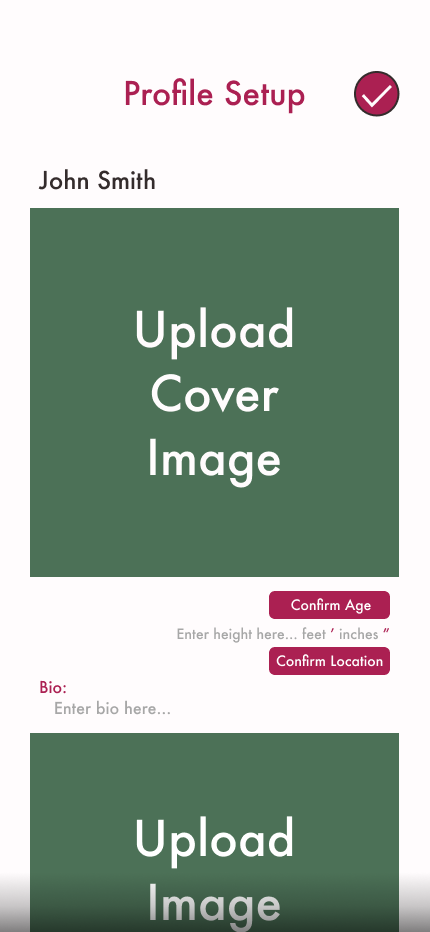 Profile Setup
John Smith
Upload
Cover
Image
Confirm Age
Enter height here... feet ′ inches ″
Confirm Location
Bio:
Enter bio here...
Upload
Image